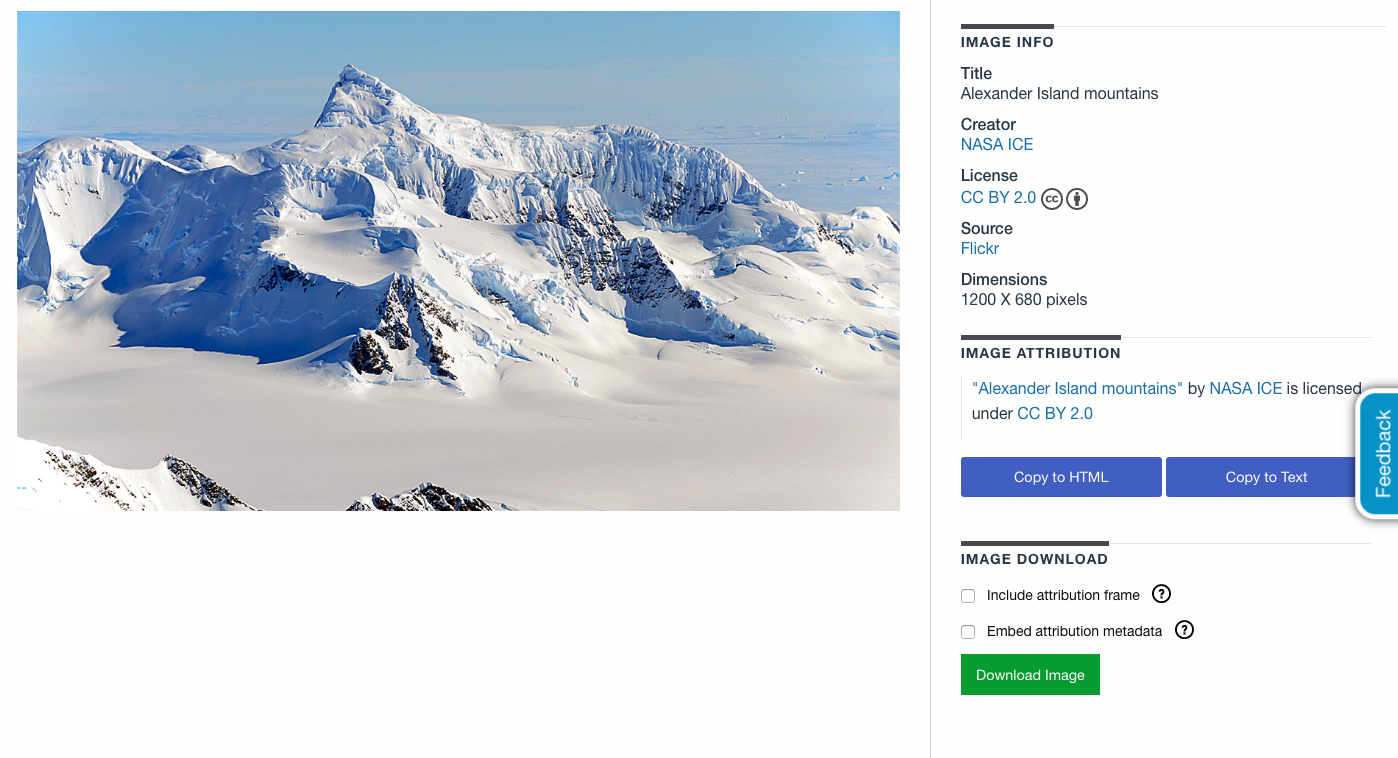 IMAGE INFO
Title
Alexander Island mountains
Creator
NASA ICE
License
CC BY 2.0 cc
Source
Flickr
Dimensions
1200 X 680 pixels
IMAGE ATTRIBUTION
"Alexander Island mountains" by NASA ICE is licensed
under CC BY 2.0
Copy to HTML
Copy to Text
Feedback
IMAGE DOWNLOAD
Include attribution frame ?
Embed attribution metadata ?
Download Image